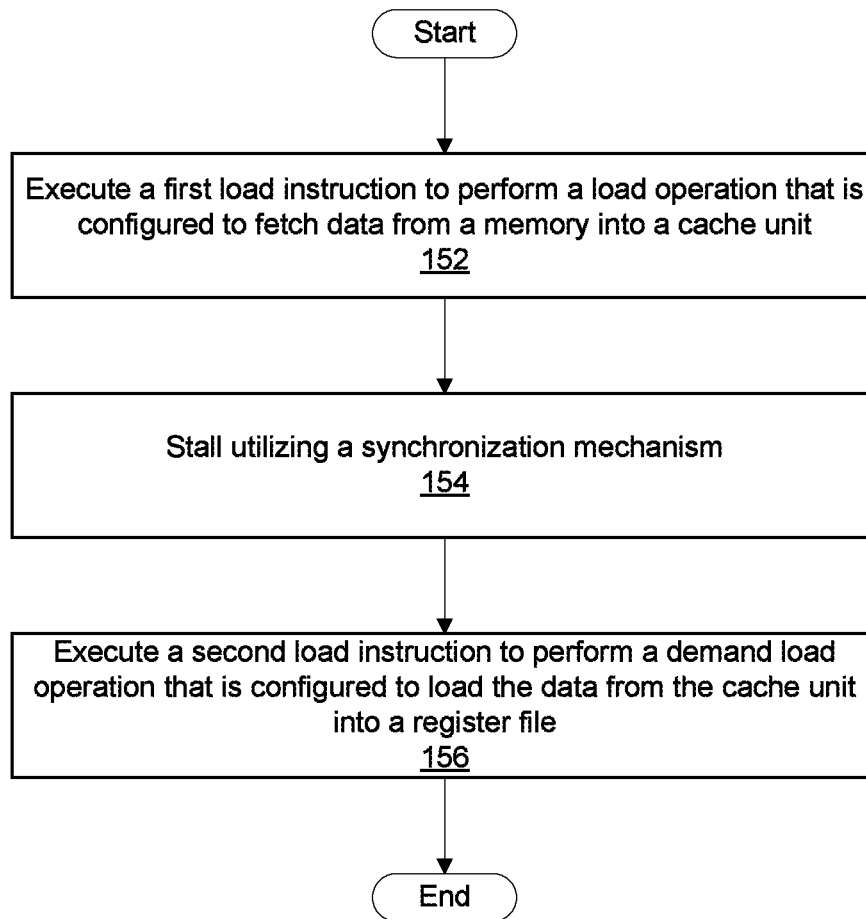 Start
Execute a first load instruction to perform a load operation that is
configured to fetch data from a memory into a cache unit
152
Stall utilizing a synchronization mechanism
154
Execute a second load instruction to perform a demand load
operation that is configured to load the data from the cache unit
into a register file
156
End